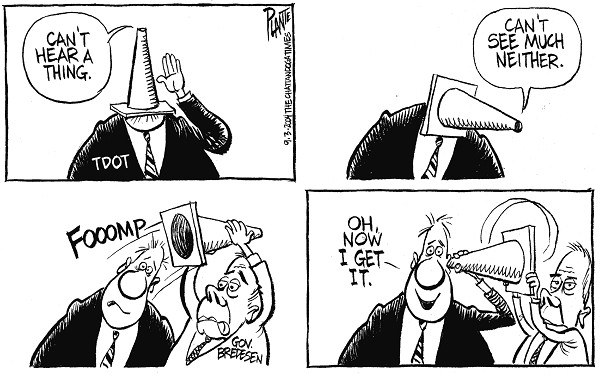 CAN'T
HEAR A
THING.
PLANTE
9-3-2004 THE CHATTANOOGA TIMES
TDOT
CAN'T
SEE MUCH
NEITHER.
FOOOMP
GOV.
BREDESEN
OH,
NOW
I GET
IT.